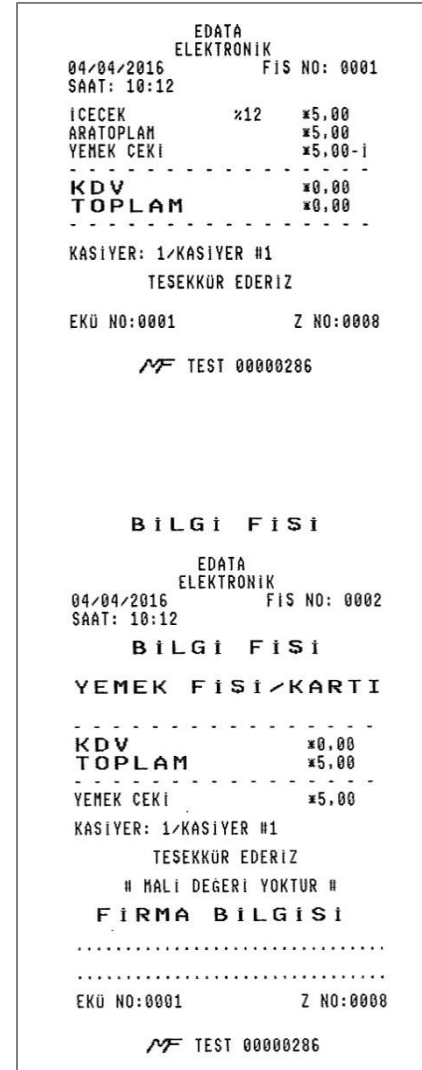 EDATA
ELEKTRONİK
04/04/2016 FİS NO: 0001
SAAT: 10:12
İCECEK %12 *5,00
ARATOPLAM *5,00
YEMEK CEKİ *5,00-İ
- - - - - - - - - - - - - - - - -
KDV *0,00
TOPLAM *0,00
- - - - - - - - - - - - - - - - -
KASİYER: 1/KASİYER #1
TESEKKÜR EDERİZ
EKÜ NO:0001 Z NO:0008
MF TEST 00000286
BİLGİ FİSİ
EDATA
ELEKTRONİK
04/04/2016 FİS NO: 0002
SAAT: 10:12
BİLGİ FİSİ
YEMEK FİSİ/KARTI
- - - - - - - - - - - - - - - - -
KDV *0,00
TOPLAM *5,00
- - - - - - - - - - - - - - - - -
YEMEK CEKİ *5,00
KASİYER: 1/KASİYER #1
TESEKKÜR EDERİZ
# MALİ DEĞERİ YOKTUR #
FİRMA BİLGİSİ
................................
................................
EKÜ NO:0001 Z NO:0008
MF TEST 00000286